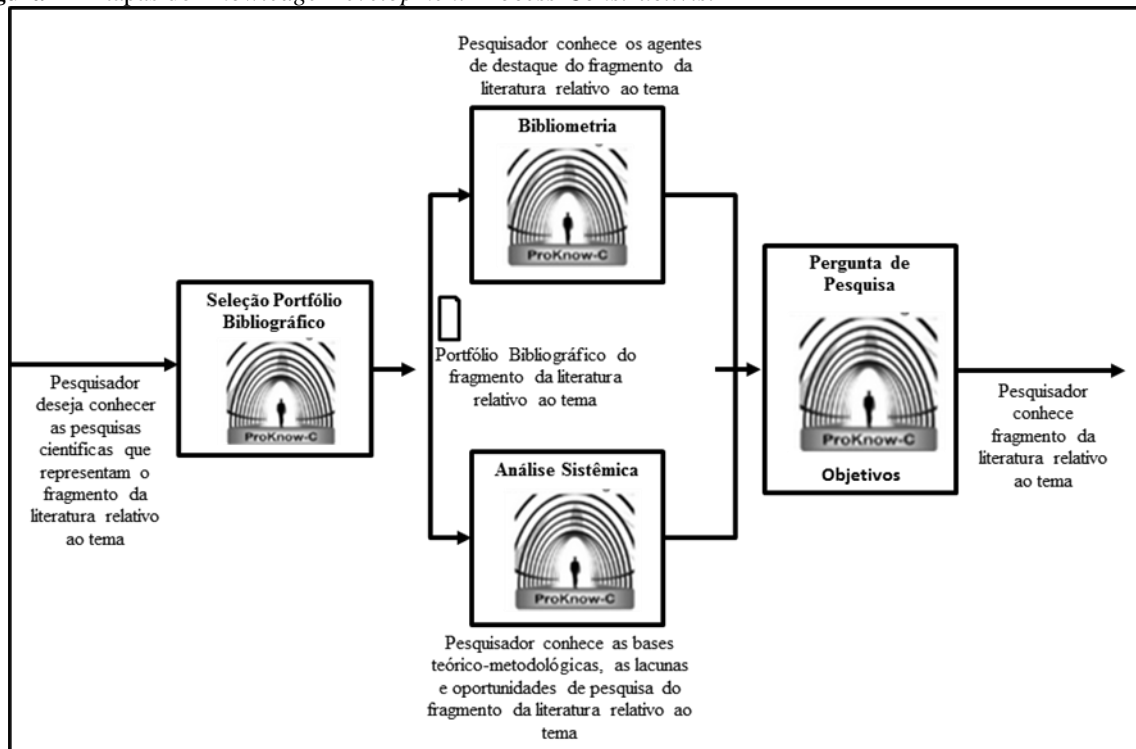 Pesquisador conhece os agentes
de destaque do fragmento da
literatura relativo ao tema
Bibliometria
ProKnow-C
Seleção Portfólio
Bibliográfico
ProKnow-C
Pesquisador
deseja conhecer
as pesquisas
científicas que
representam o
fragmento da
literatura relativo
ao tema
Portfólio Bibliográfico do
fragmento da literatura
relativo ao tema
Análise Sistêmica
ProKnow-C
Pesquisador conhece as bases
teórico-metodológicas, as lacunas
e oportunidades de pesquisa do
fragmento da literatura relativo ao
tema
Pergunta de
Pesquisa
ProKnow-C
Objetivos
Pesquisador
conhece
fragmento da
literatura relativo
ao tema